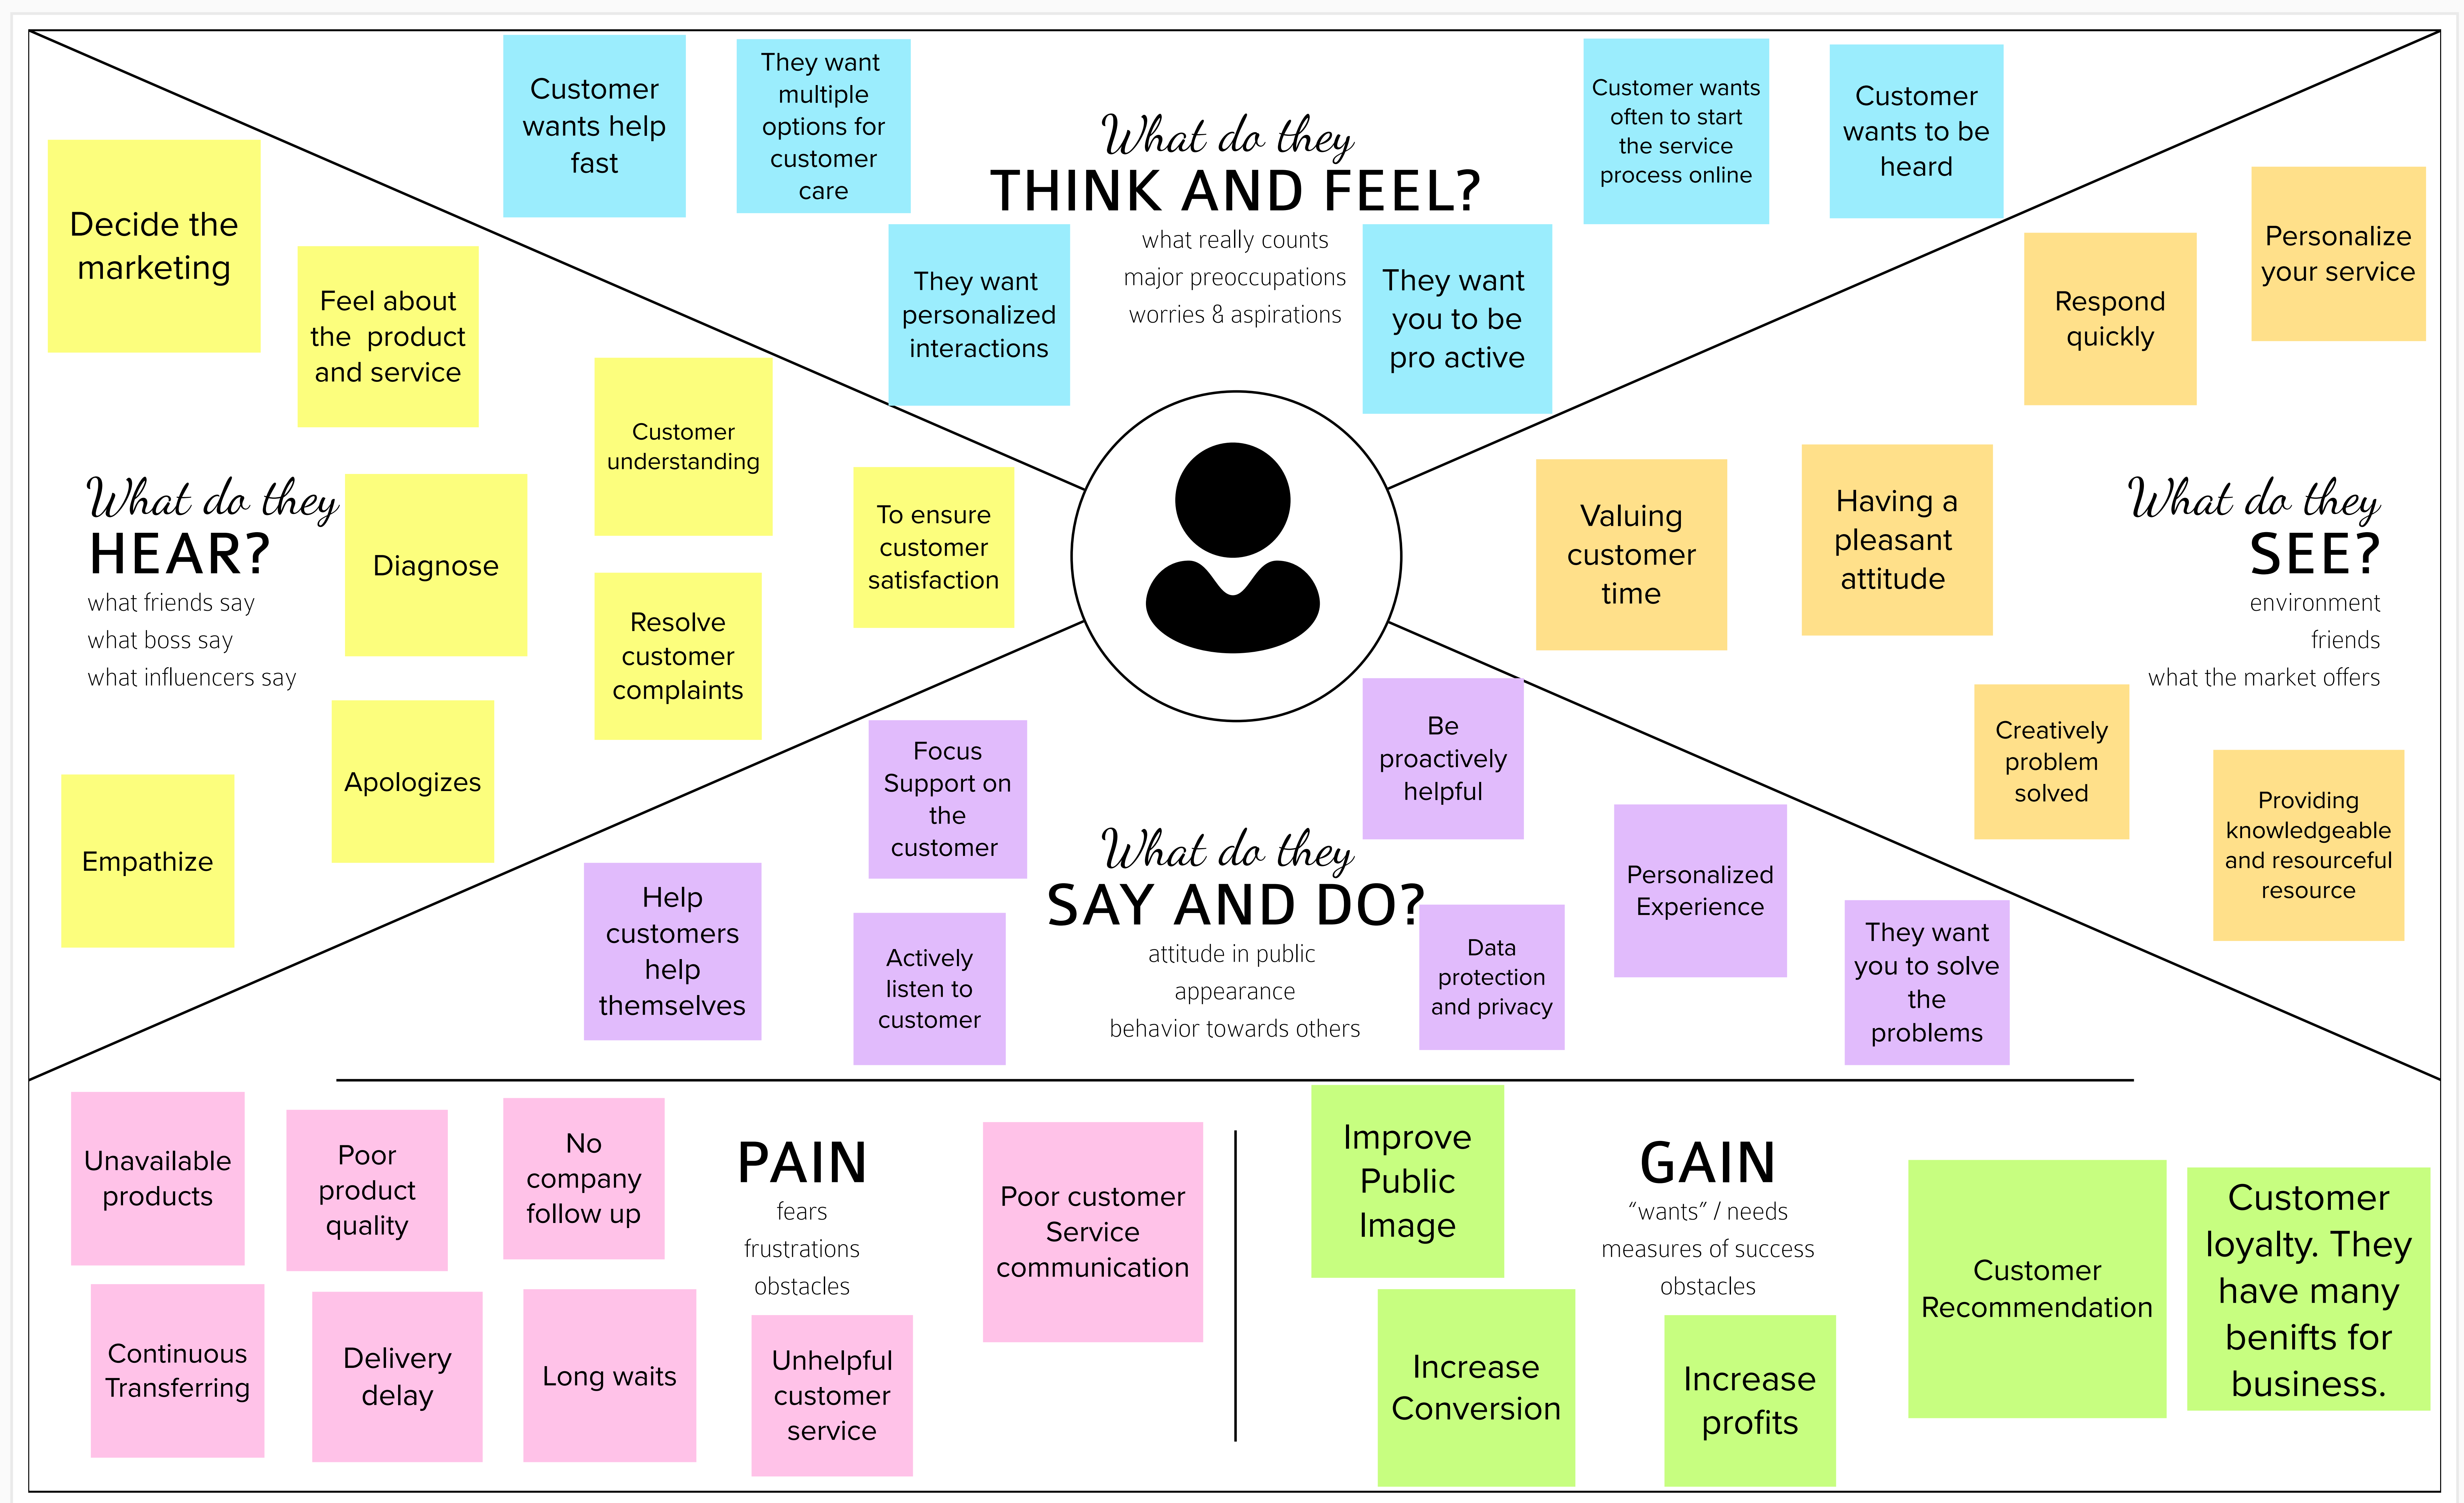 What do they
THINK AND FEEL?
what really counts
major preoccupations
worries & aspirations
Customer
wants help
fast
They want
multiple
options for
customer
care
They want
personalized
interactions
They want
you to be
pro active
Customer wants
often to start
the service
process online
Customer
wants to be
heard
What do they
HEAR?
what friends say
what boss say
what influencers say
Decide the
marketing
Feel about
the  product
and service
Customer
understanding
Diagnose
To ensure
customer
satisfaction
Resolve
customer
complaints
Apologizes
Empathize
What do they
SEE?
environment
friends
what the market offers
Personalize
your service
Respond
quickly
Valuing
customer
time
Having a
pleasant
attitude
Creatively
problem
solved
Providing
knowledgeable
and resourceful
resource
What do they
SAY AND DO?
attitude in public
appearance
behavior towards others
Focus
Support on
the
customer
Help
customers
help
themselves
Actively
listen to
customer
Be
proactively
helpful
Personalized
Experience
Data
protection
and privacy
They want
you to solve
the
problems
PAIN
fears
frustrations
obstacles
Unavailable
products
Poor
product
quality
No
company
follow up
Poor customer
Service
communication
Continuous
Transferring
Delivery
delay
Long waits
Unhelpful
customer
service
GAIN
“wants” / needs
measures of success
obstacles
Improve
Public
Image
Increase
Conversion
Increase
profits
Customer
Recommendation
Customer
loyalty. They
have many
benifts for
business.